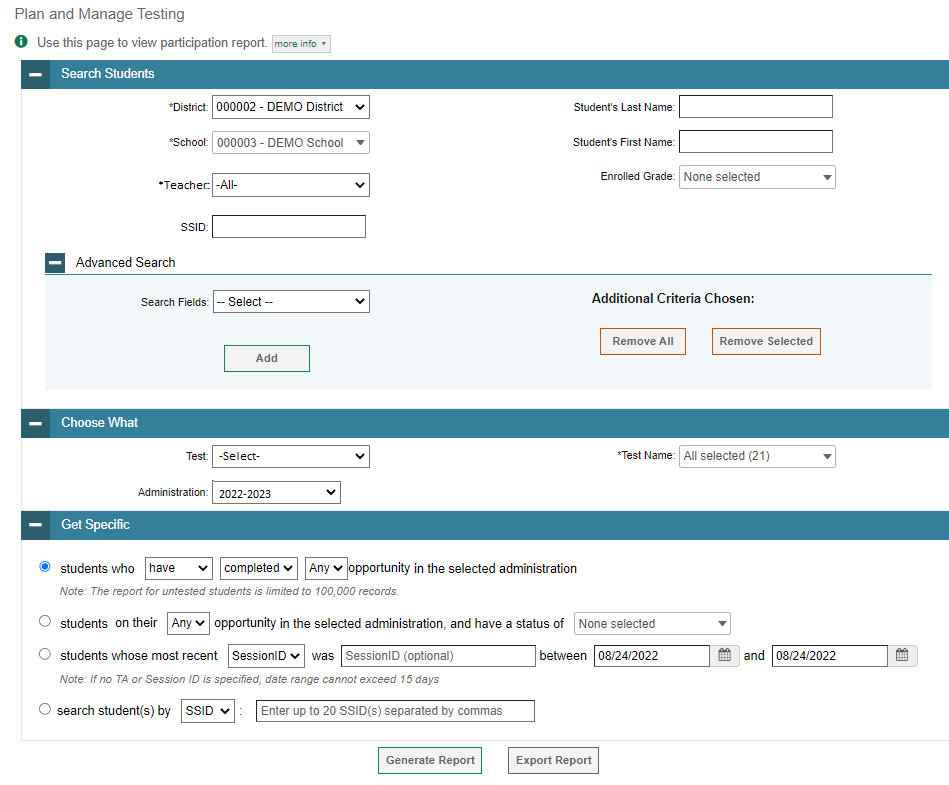 Plan and Manage Testing
Use this page to view participation report. more info
Search Students
*District: 000002 - DEMO District
Student's Last Name:
*School: 000003 - DEMO School
Student's First Name:
Enrolled Grade: None selected
*Teacher: -All-
SSID:
Advanced Search
Search Fields: -- Select --
Additional Criteria Chosen:
Remove All Remove Selected
Add
Choose What
Test: -Select-
*Test Name: All selected (21)
Administration: 2022-2023
Get Specific
students who have completed Any opportunity in the selected administration
Note: The report for untested students is limited to 100,000 records.
students on their Any opportunity in the selected administration, and have a status of None selected
students whose most recent SessionID was SessionID (optional) between 08/24/2022 and 08/24/2022
Note: If no TA or Session ID is specified, date range cannot exceed 15 days
search student(s) by SSID : Enter up to 20 SSID(s) separated by commas
Generate Report Export Report